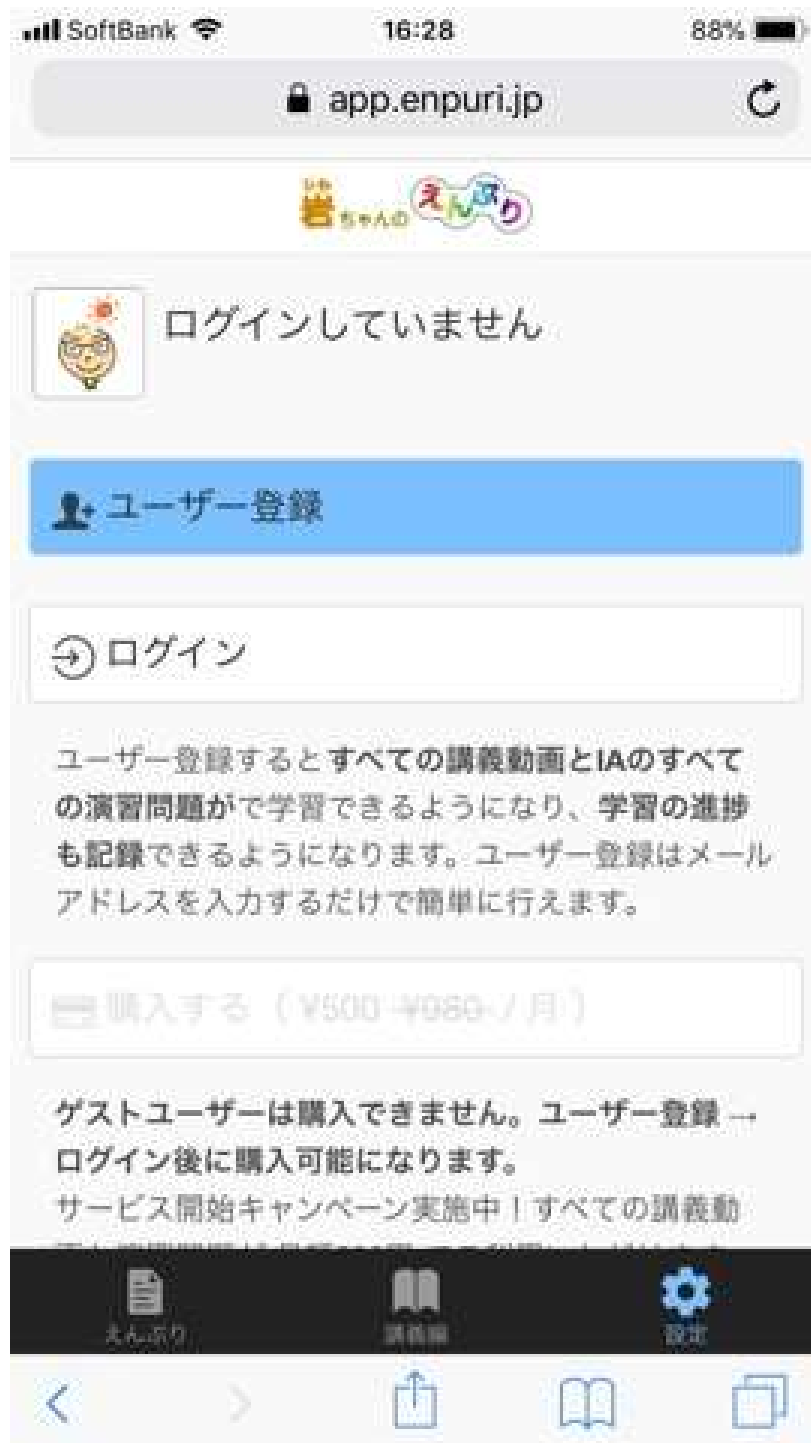 SoftBank 16:28 88%
app.enpuri.jp
いわ
岩ちゃんの えんぷり
ログインしていません
ユーザー登録
ログイン
ユーザー登録するとすべての講義動画とIAのすべて
の演習問題がで学習できるようになり、学習の進捗
も記録できるようになります。ユーザー登録はメール
アドレスを入力するだけで簡単に行えます。
購入する（ ¥500 ¥980 / 月 ）
ゲストユーザーは購入できません。ユーザー登録 →
ログイン後に購入可能になります。
サービス開始キャンペーン実施中！すべての講義動
えんぷり 講義編 設定